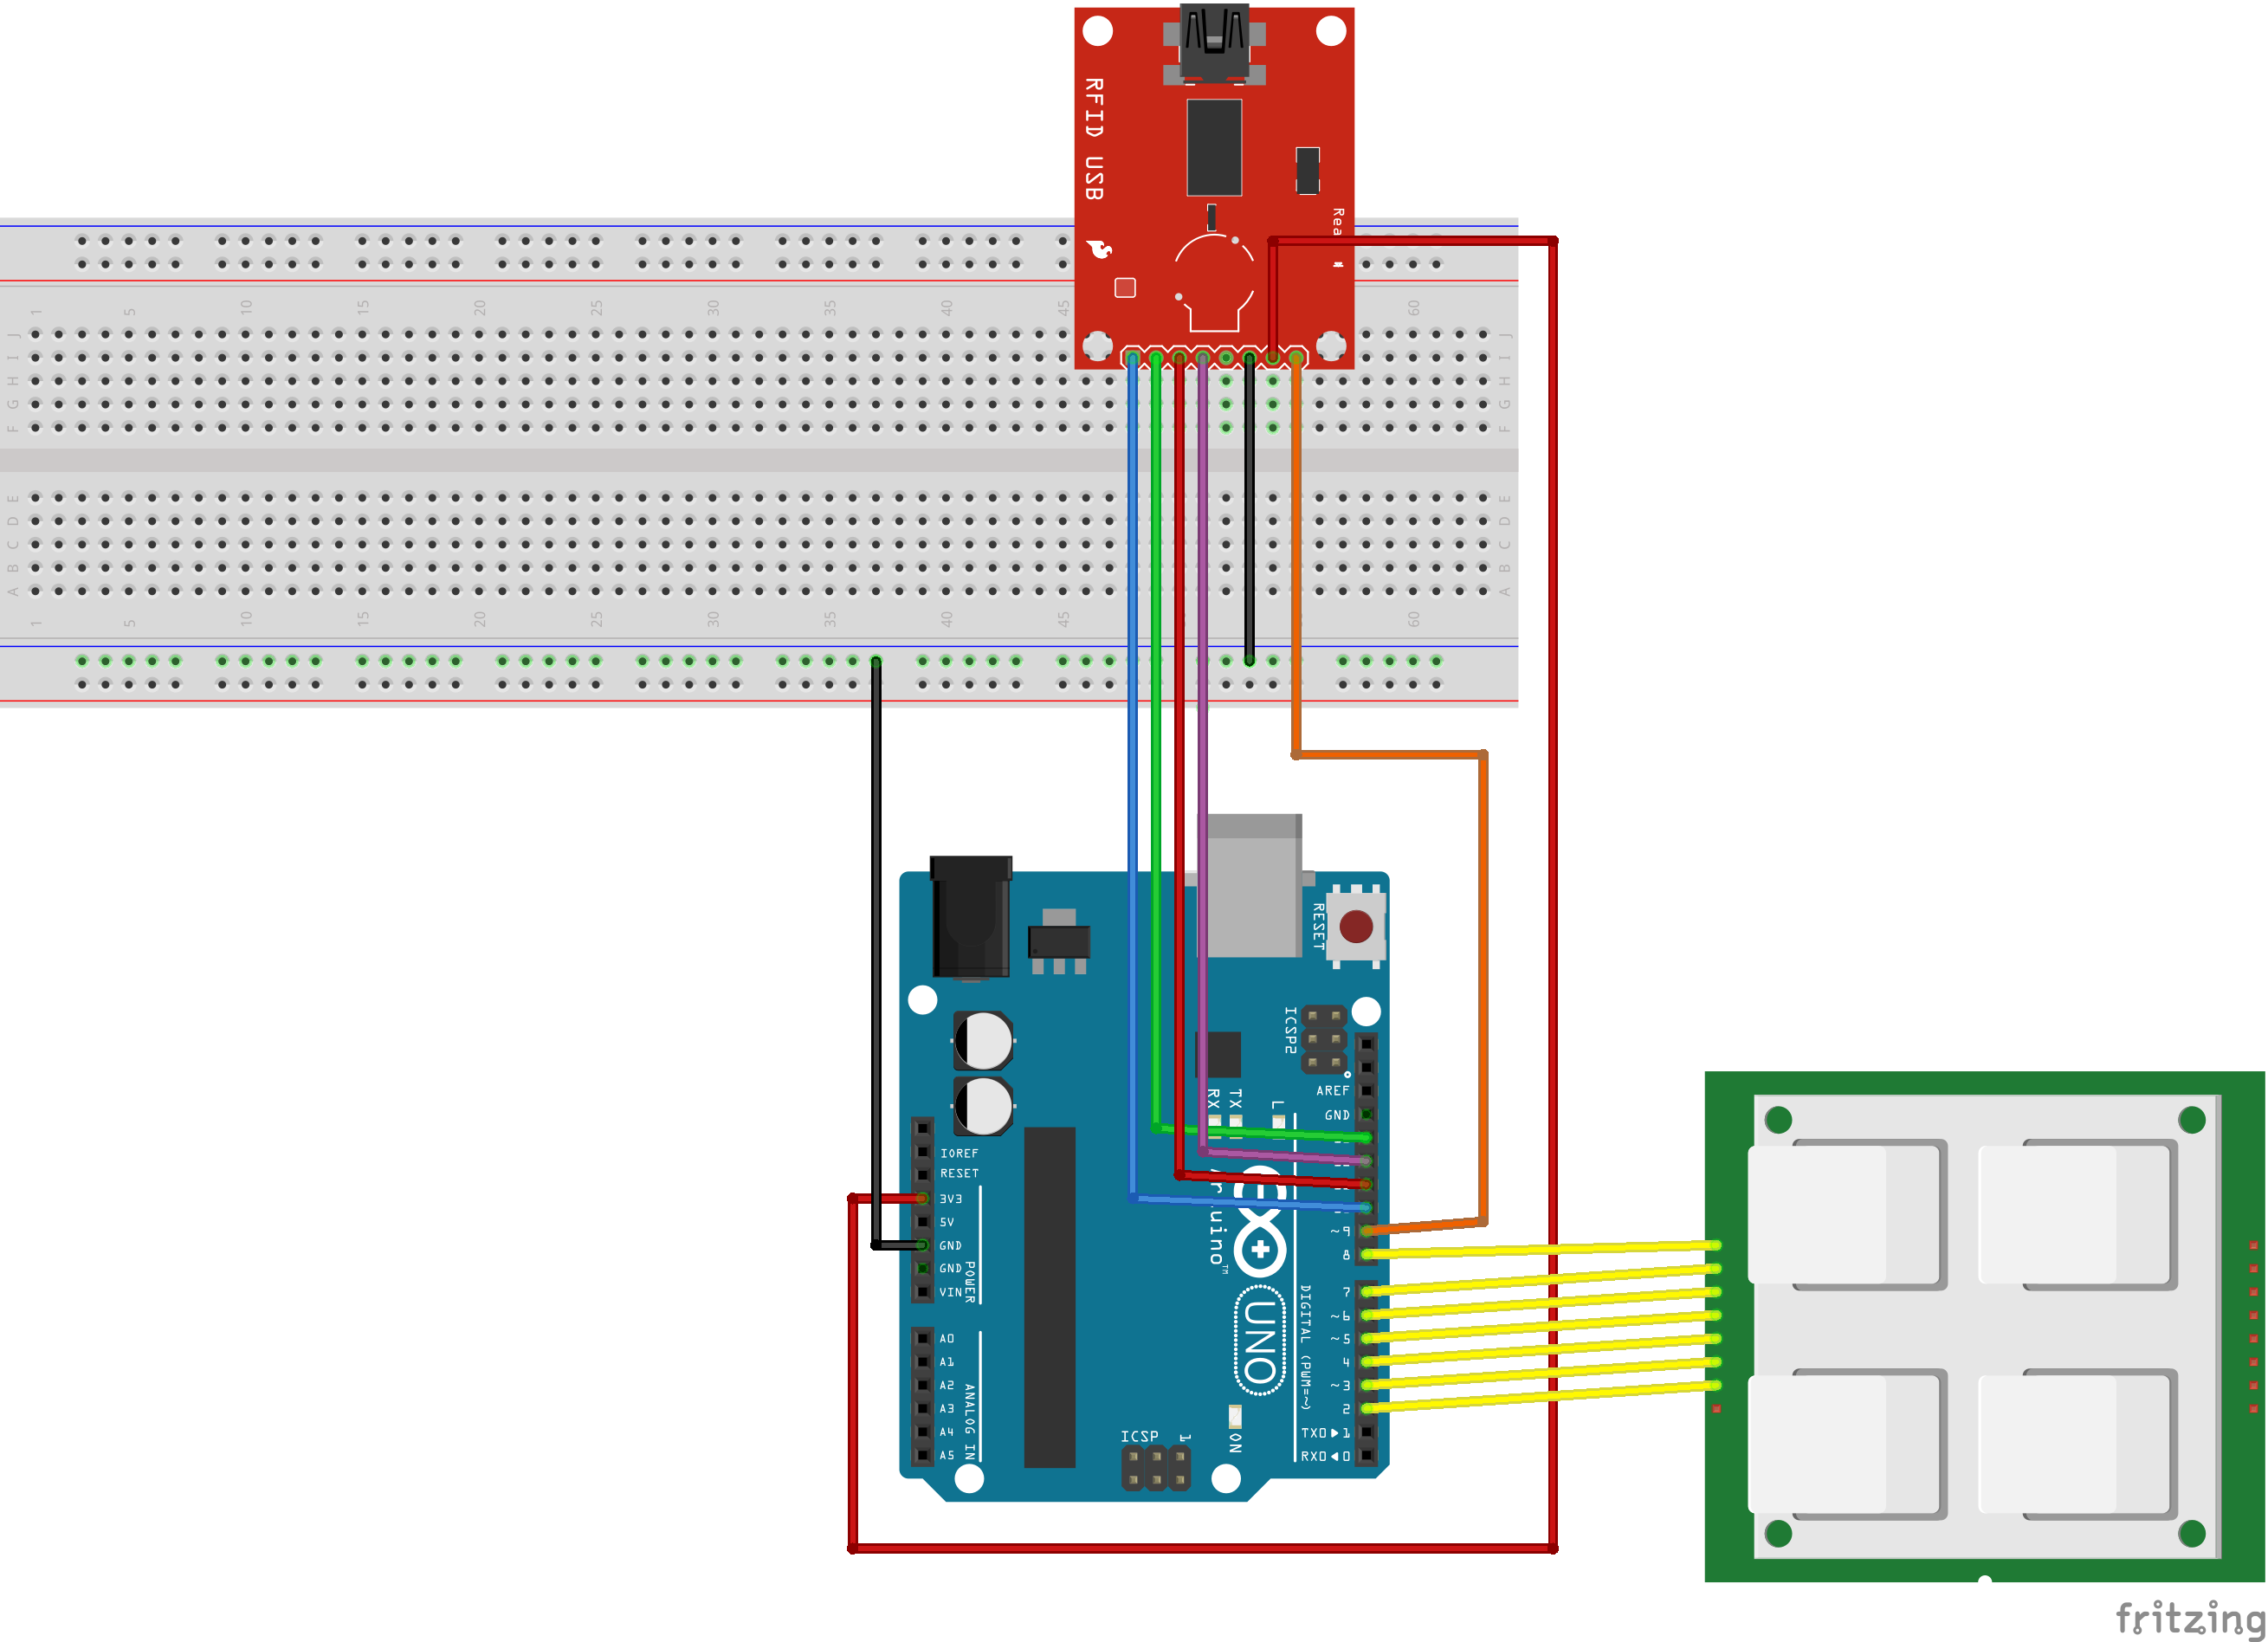 RFID USB
Rea
1 5 10 15 20 25 30 35 40 45 60
J J
I I
H H
G G
F F
E E
D D
C C
B B
A A
1 5 10 15 20 25 30 35 40 45 60
RESET
ICSP2
AREF
GND
RX
TX
L
IOREF
RESET
3V3
5V
GND
GND
VIN
POWER
A0
A1
A2
A3
A4
A5
ANALOG IN
UNO
~9
8
7
~6
~5
4
~3
2
TX0▶1
RX0◀0
DIGITAL (PWM=~)
ON
ICSP
1
fritzing